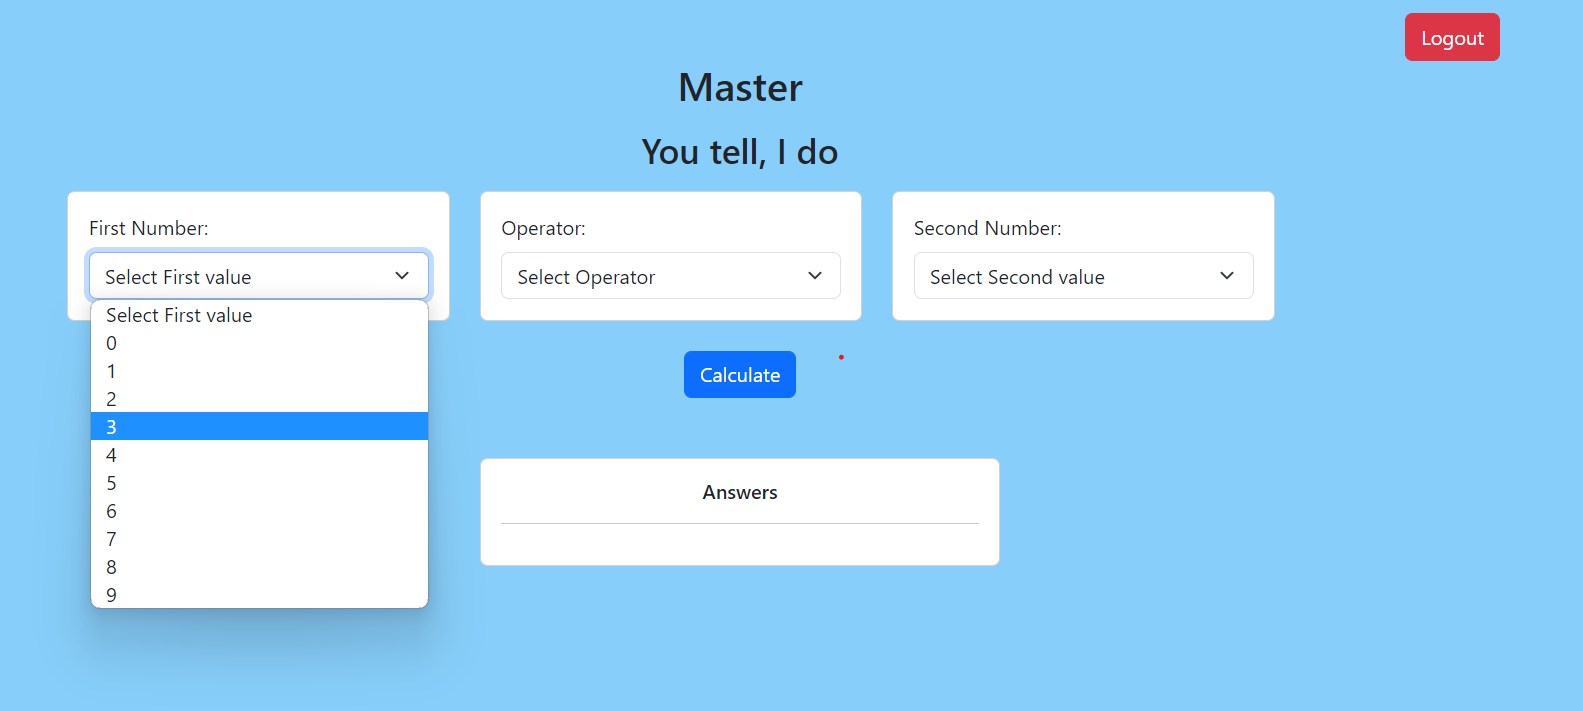 Logout
Master
You tell, I do
First Number:
Operator:
Second Number:
Select First value
Select Operator
Select Second value
Select First value
0
1
2
3
4
5
6
7
8
9
Calculate
Answers